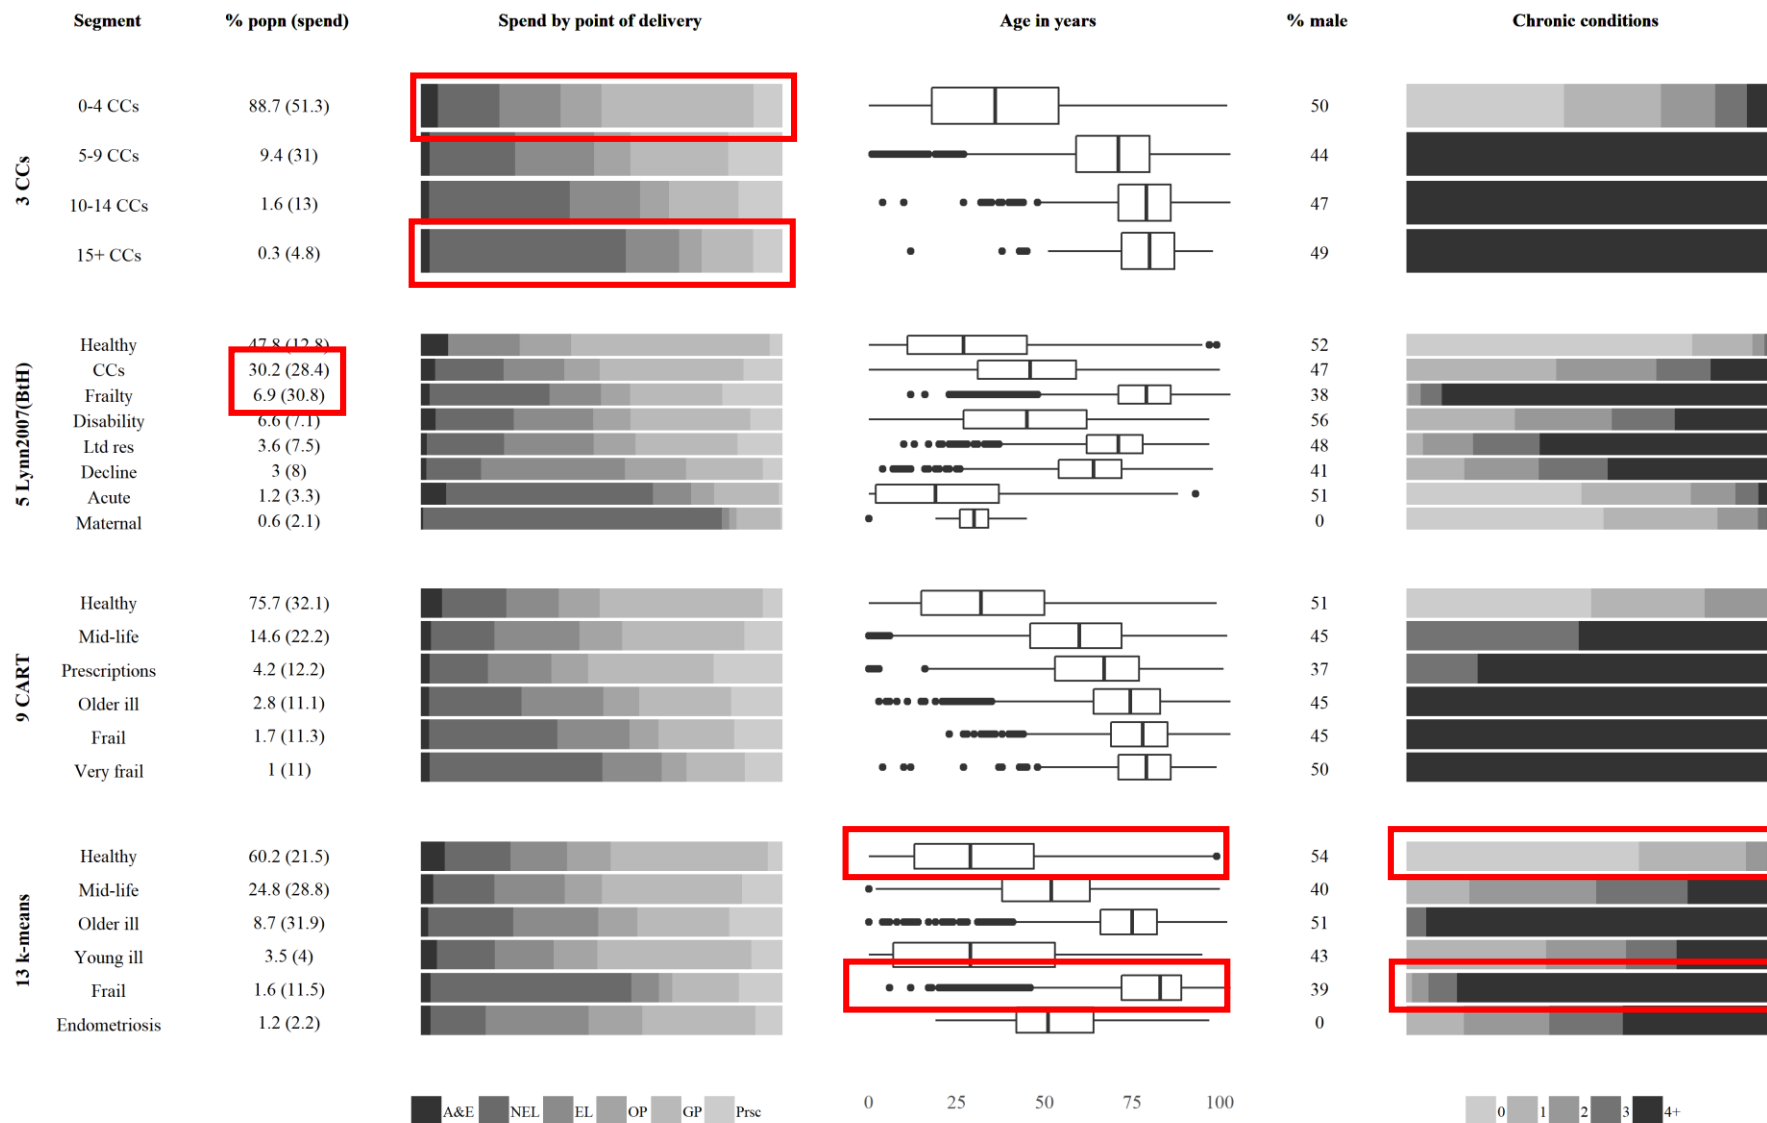 Segment % popn (spend) Spend by point of delivery Age in years % male Chronic conditions
3 CCs
0-4 CCs 88.7 (51.3) 50
5-9 CCs 9.4 (31) 44
10-14 CCs 1.6 (13) 47
15+ CCs 0.3 (4.8) 49
5 Lynn2007(BtH)
Healthy 47.8 (12.8) 52
CCs 30.2 (28.4) 47
Frailty 6.9 (30.8) 38
Disability 6.6 (7.1) 56
Ltd res 3.6 (7.5) 48
Decline 3 (8) 41
Acute 1.2 (3.3) 51
Maternal 0.6 (2.1) 0
9 CART
Healthy 75.7 (32.1) 51
Mid-life 14.6 (22.2) 45
Prescriptions 4.2 (12.2) 37
Older ill 2.8 (11.1) 45
Frail 1.7 (11.3) 45
Very frail 1 (11) 50
13 k-means
Healthy 60.2 (21.5) 54
Mid-life 24.8 (28.8) 40
Older ill 8.7 (31.9) 51
Young ill 3.5 (4) 43
Frail 1.6 (11.5) 39
Endometriosis 1.2 (2.2) 0
A&E NEL EL OP GP Prsc 0 25 50 75 100 0 1 2 3 4+